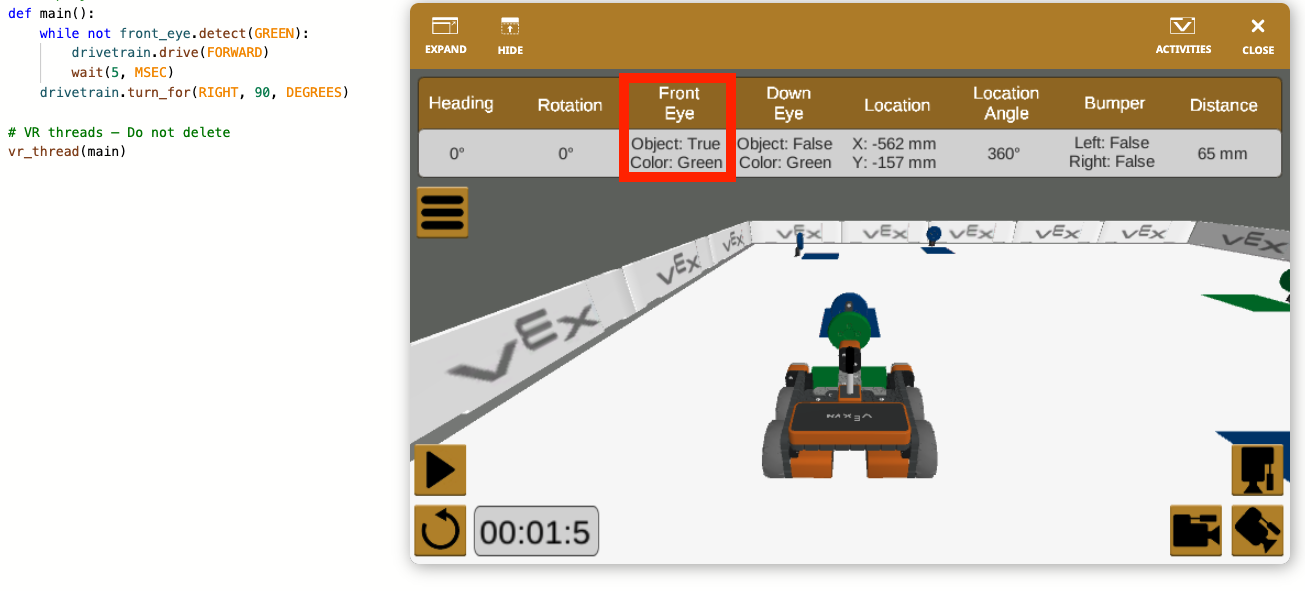 def main():
while not front_eye.detect(GREEN):
drivetrain.drive(FORWARD)
wait(5, MSEC)
drivetrain.turn_for(RIGHT, 90, DEGREES)
# VR threads — Do not delete
vr_thread(main)
EXPAND
HIDE
ACTIVITIES
CLOSE
Heading
Rotation
Front
Eye
Down
Eye
Location
Location
Angle
Bumper
Distance
0°
0°
Object: True
Color: Green
Object: False
Color: Green
X: -562 mm
Y: -157 mm
360°
Left: False
Right: False
65 mm
VEX
VEX
VEX
VEX
VEX
VEX
VEX
VEX
VEX
00:01:5